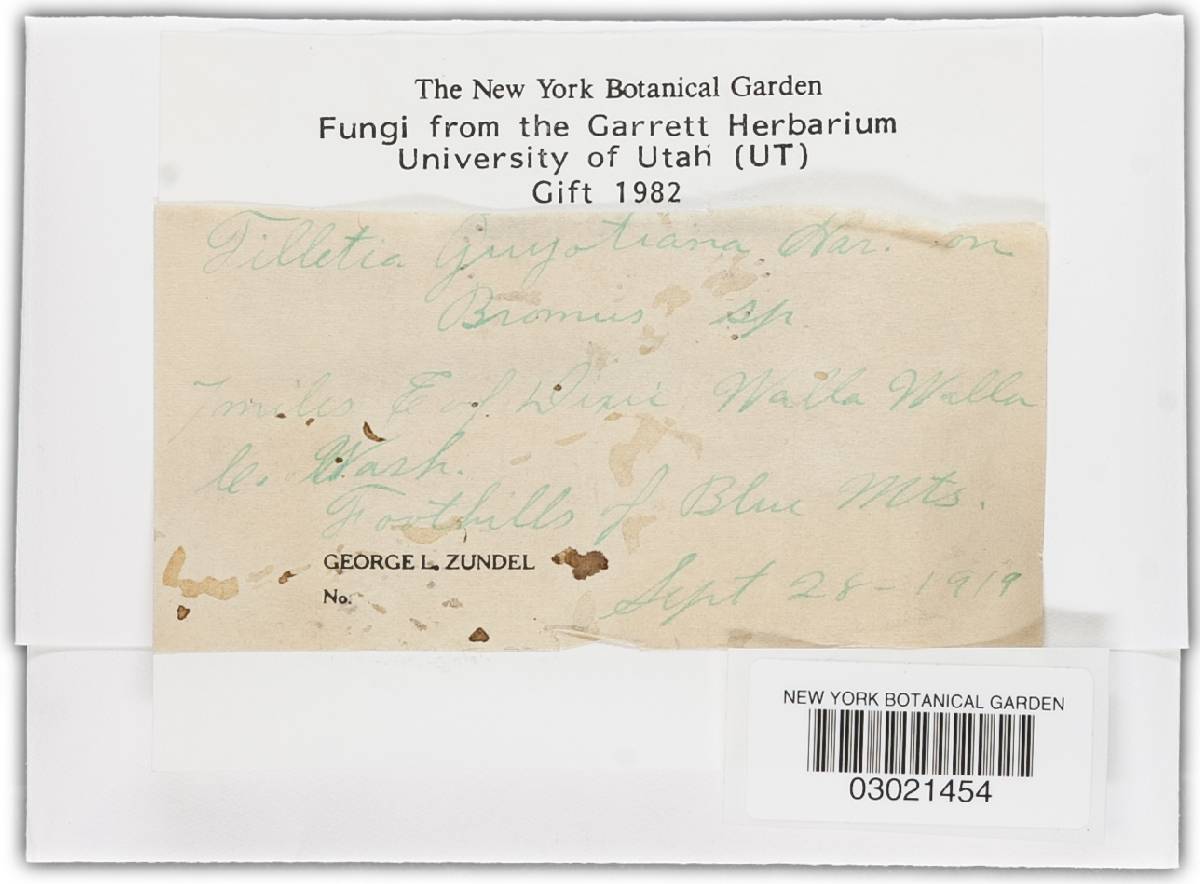 The New York Botanical Garden
Fungi from the Garrett Herbarium
University of Utah (UT)
Gift 1982
Tilletia Guyotiana Har. on
Bromus sp.
7 miles E of Dixie Walla Walla
Co. Wash.
Foothills of Blue Mts.
GEORGE L. ZUNDEL
No.
Sept 28-1919
NEW YORK BOTANICAL GARDEN
03021454